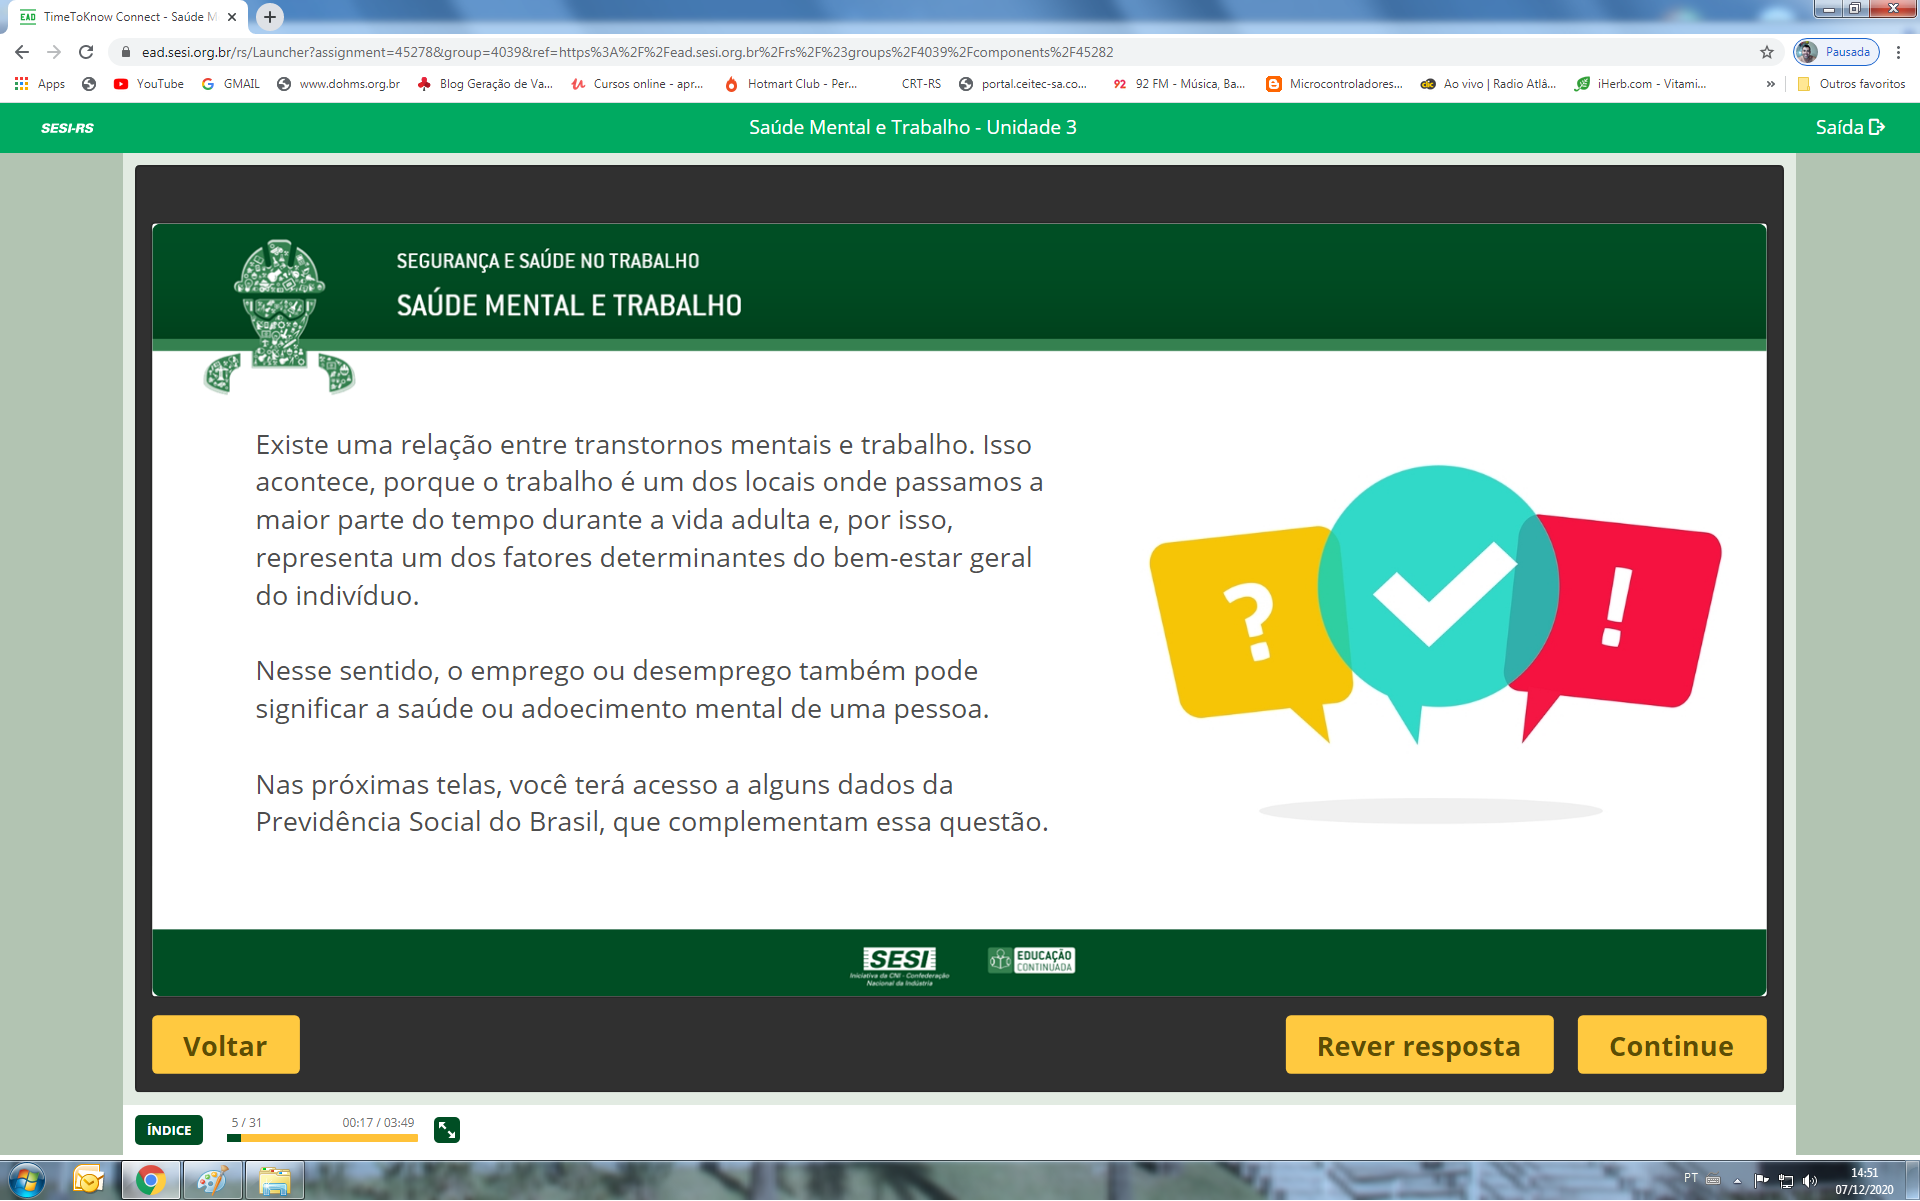 EAD TimeToKnow Connect - Saúde M
ead.sesi.org.br/rs/Launcher?assignment=45278&group=4039&ref=https%3A%2F%2Fead.sesi.org.br%2Frs%2F%23groups%2F4039%2Fcomponents%2F45282
Pausada
Apps YouTube G GMAIL www.dohms.org.br Blog Geração de Va... Cursos online - apr... Hotmart Club - Per... CRT-RS portal.ceitec-sa.co... 92 92 FM - Música, Ba... Microcontroladores... Ao vivo | Radio Atlâ... iHerb.com - Vitami... » Outros favoritos
SESI-RS Saúde Mental e Trabalho - Unidade 3 Saída
SEGURANÇA E SAÚDE NO TRABALHO
SAÚDE MENTAL E TRABALHO
Existe uma relação entre transtornos mentais e trabalho. Isso
acontece, porque o trabalho é um dos locais onde passamos a
maior parte do tempo durante a vida adulta e, por isso,
representa um dos fatores determinantes do bem-estar geral
do indivíduo.
Nesse sentido, o emprego ou desemprego também pode
significar a saúde ou adoecimento mental de uma pessoa.
Nas próximas telas, você terá acesso a alguns dados da
Previdência Social do Brasil, que complementam essa questão.
? !
SESI
Iniciativa da CNI - Confederação
Nacional da Indústria
EDUCAÇÃO
CONTINUADA
Voltar Rever resposta Continue
ÍNDICE 5 / 31 00:17 / 03:49
PT 14:51
07/12/2020